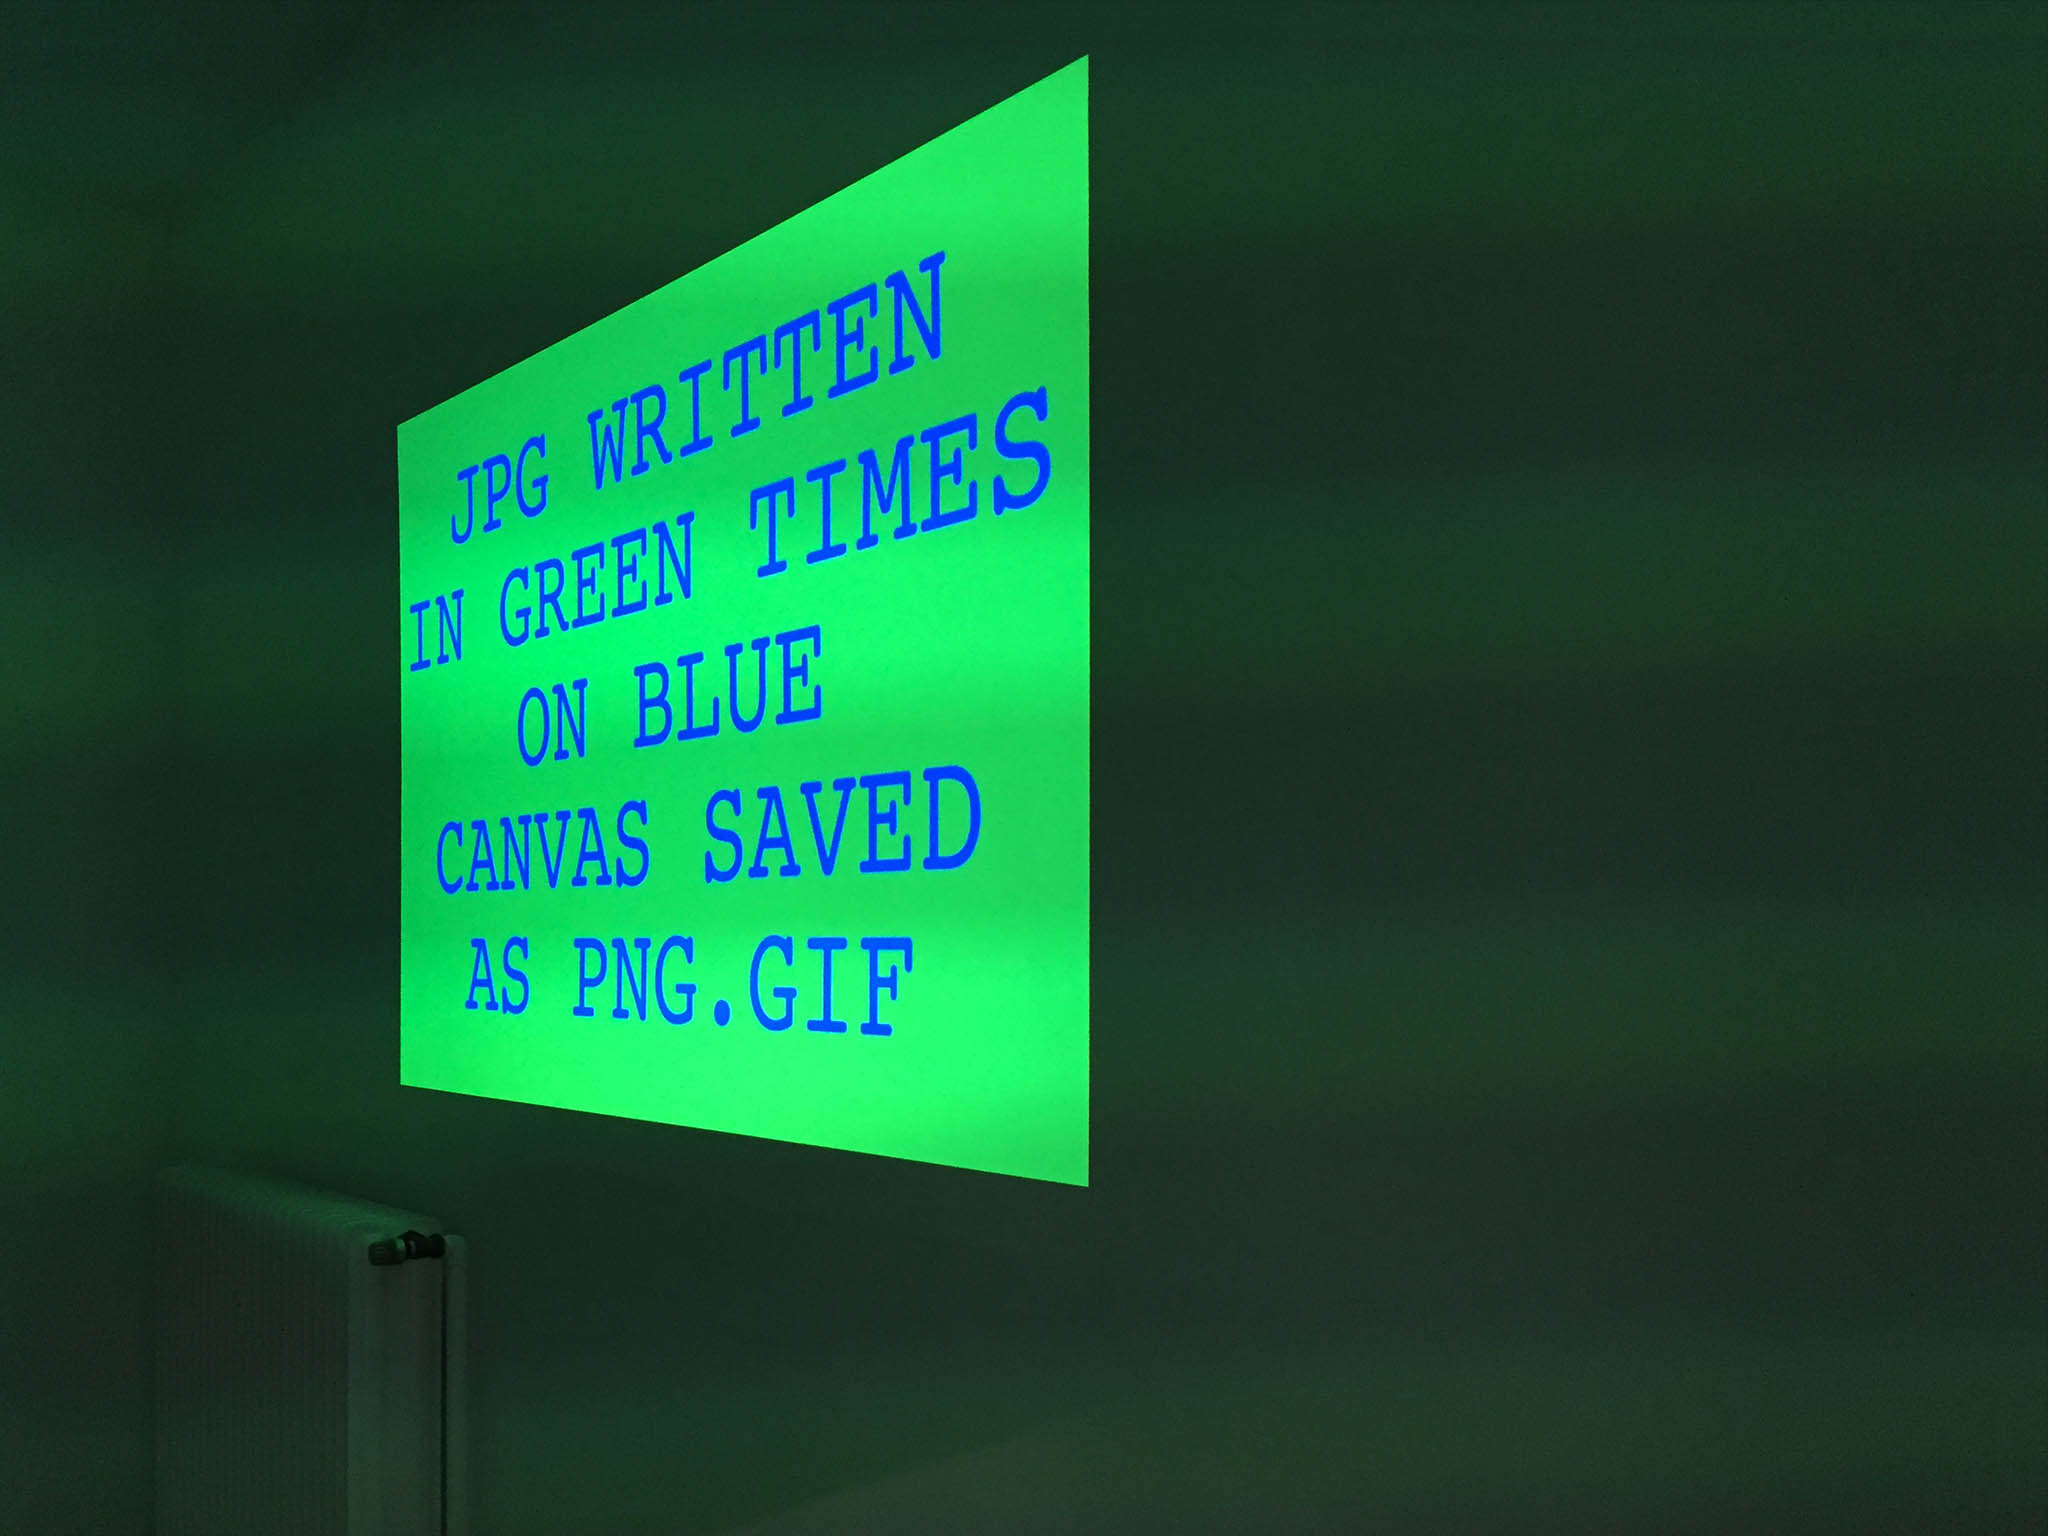 JPG WRITTEN
IN GREEN TIMES
ON BLUE
CANVAS SAVED
AS PNG.GIF